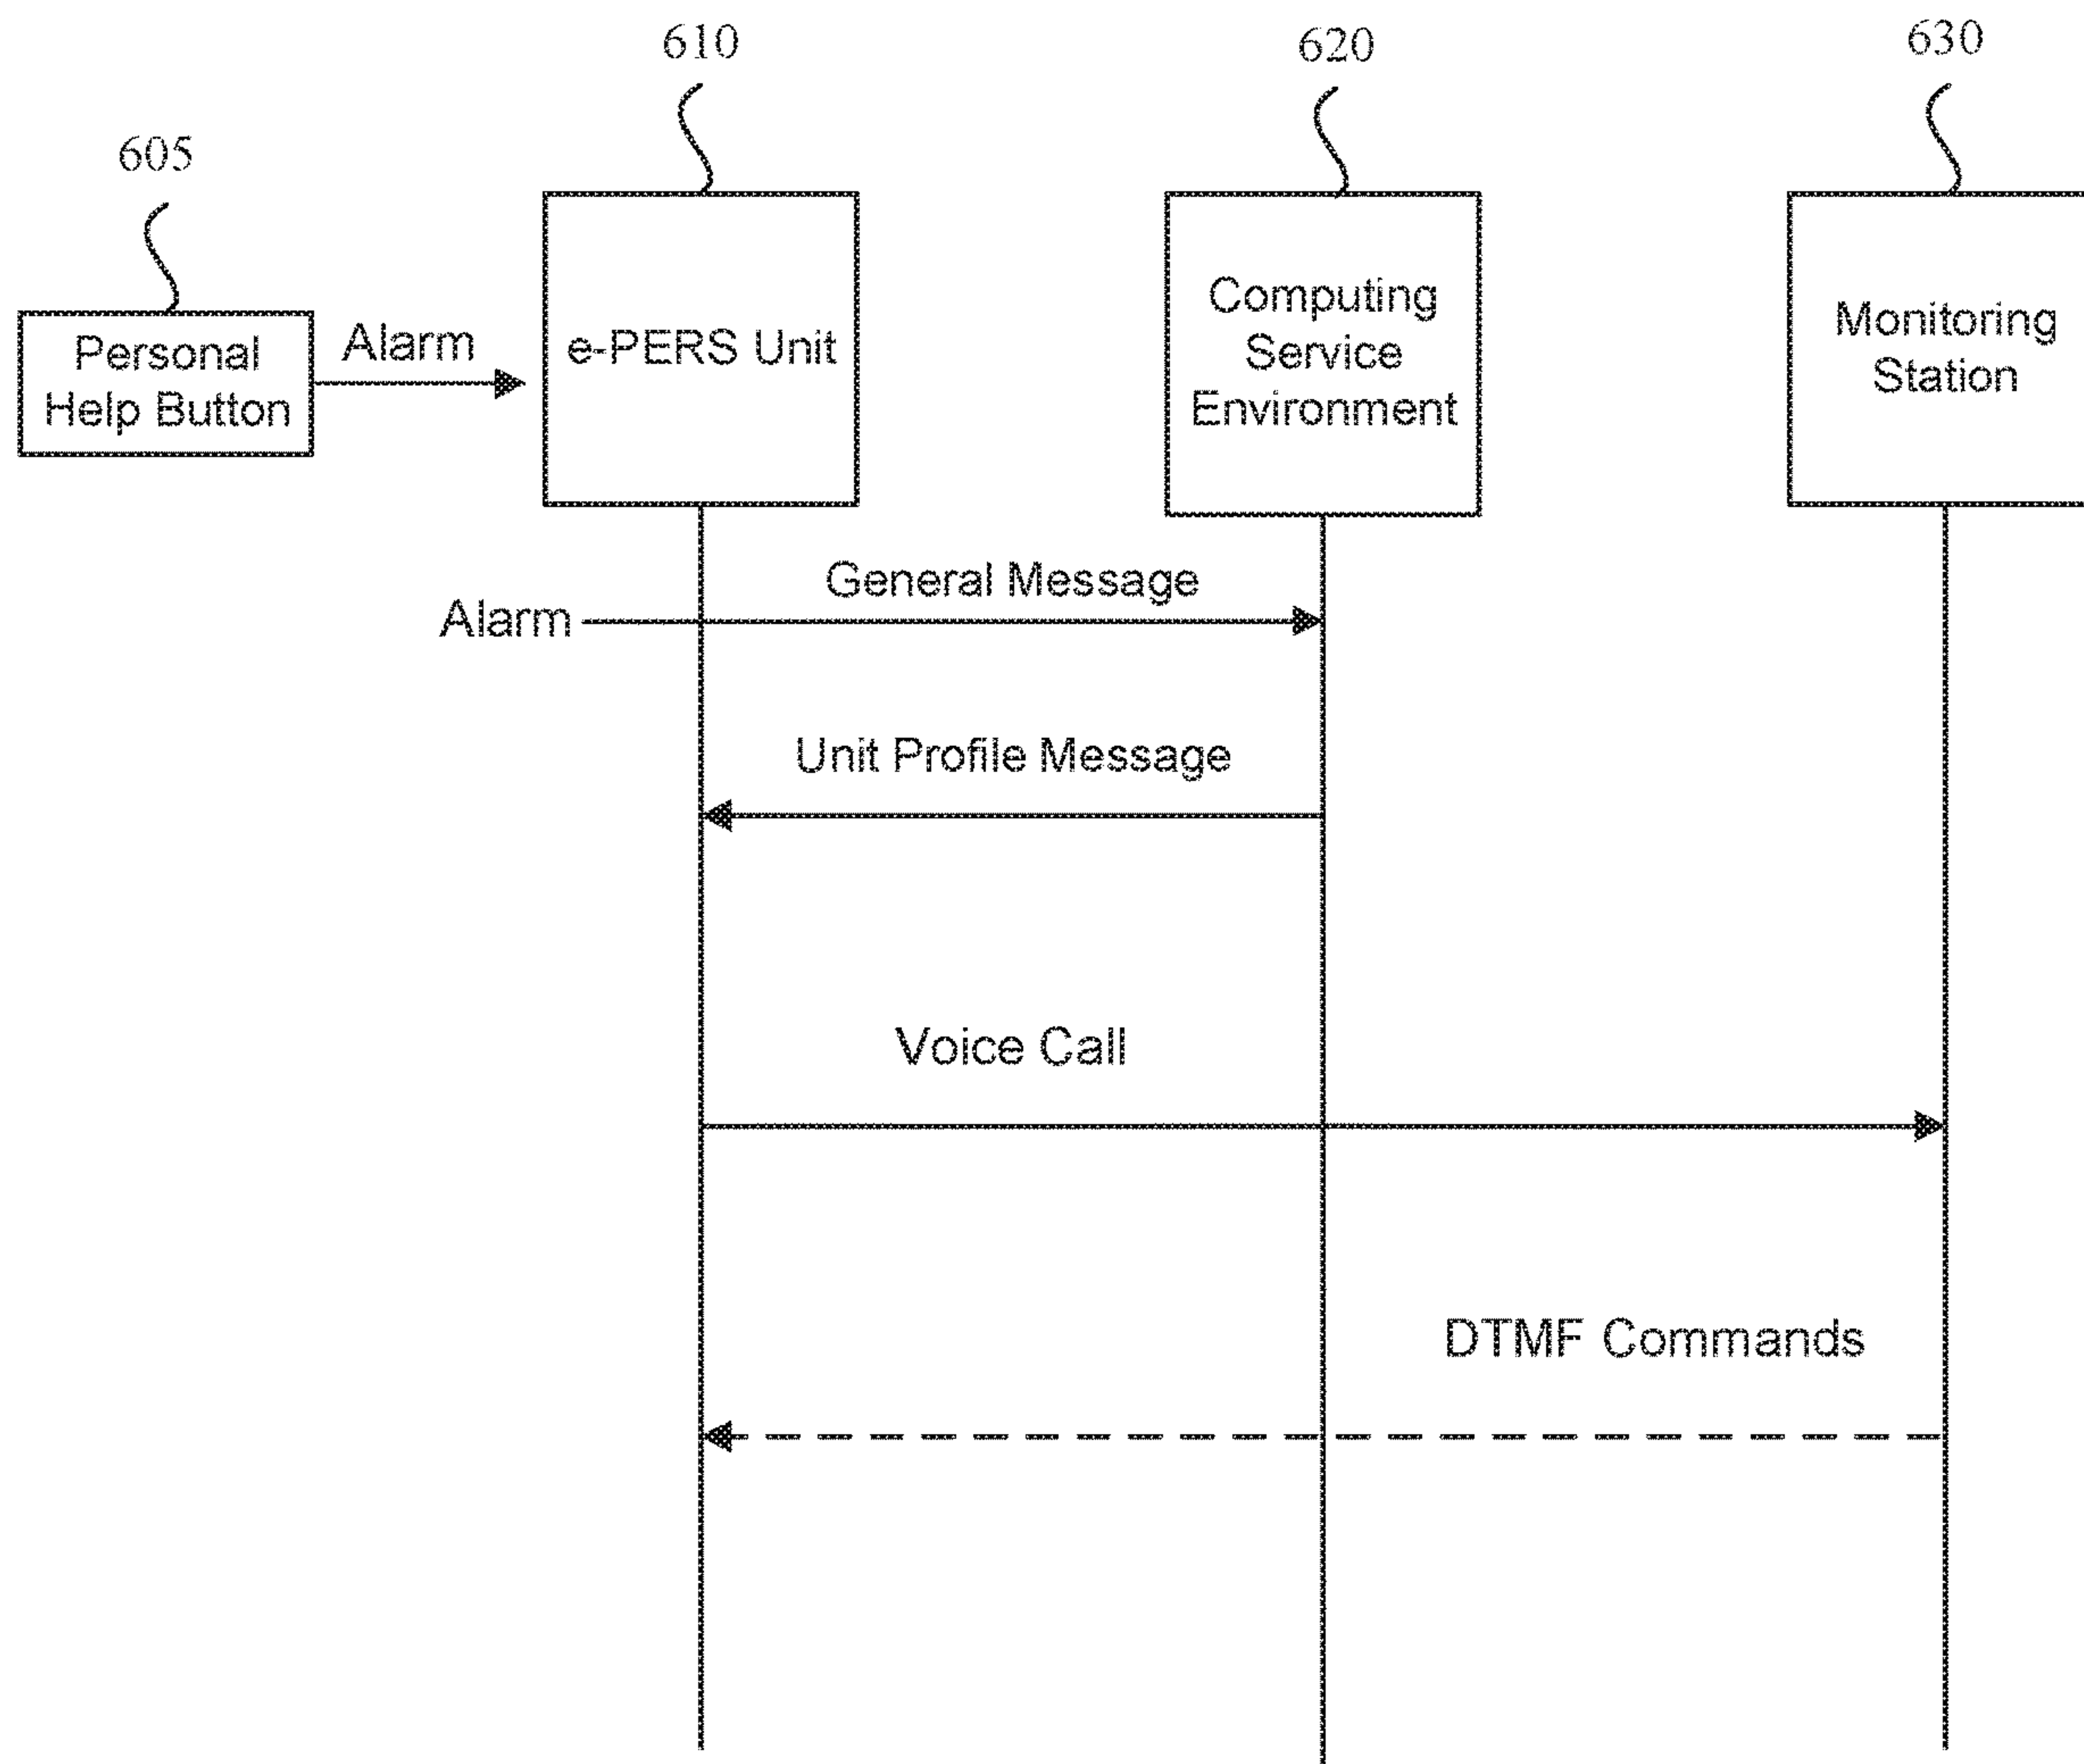 610
620
630
605
Personal
Help Button
Alarm
e-PERS Unit
Computing
Service
Environment
Monitoring
Station
General Message
Alarm
Unit Profile Message
Voice Call
DTMF Commands